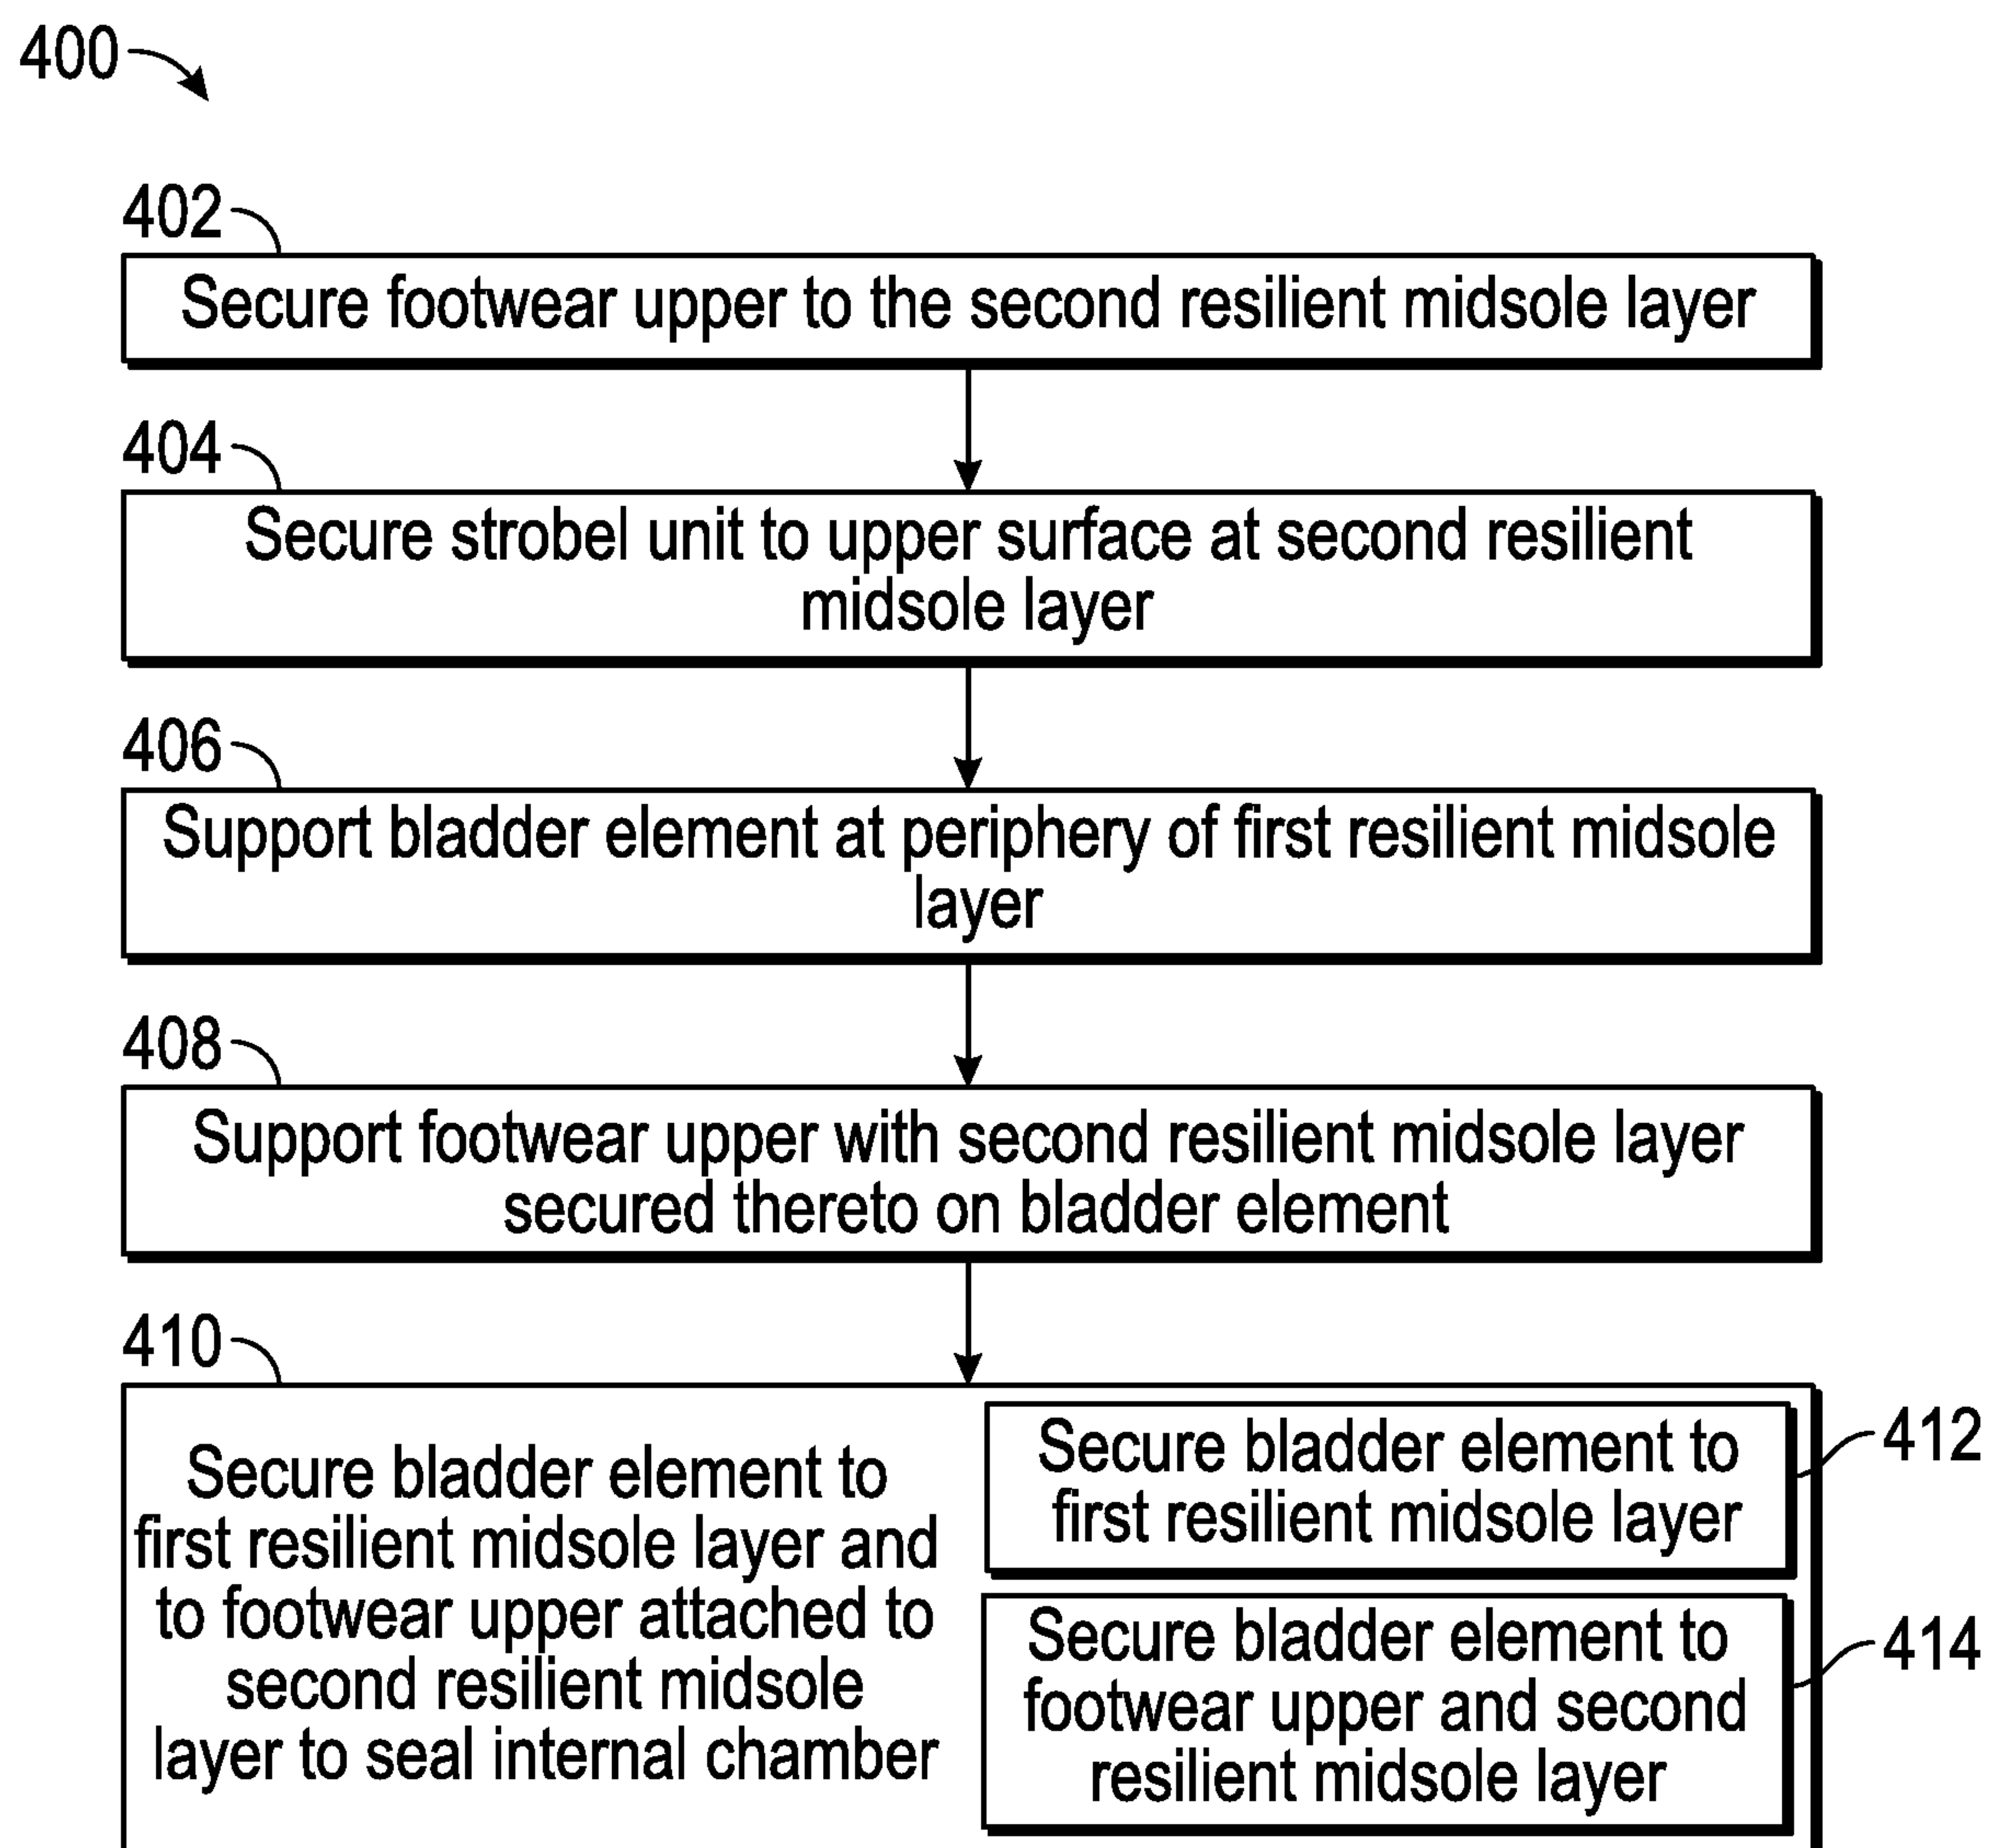 400
402
Secure footwear upper to the second resilient midsole layer
404
Secure strobel unit to upper surface at second resilient
midsole layer
406
Support bladder element at periphery of first resilient midsole
layer
408
Support footwear upper with second resilient midsole layer
secured thereto on bladder element
410
Secure bladder element to
first resilient midsole layer and
to footwear upper attached to
second resilient midsole
layer to seal internal chamber
Secure bladder element to
first resilient midsole layer
412
Secure bladder element to
footwear upper and second
resilient midsole layer
414